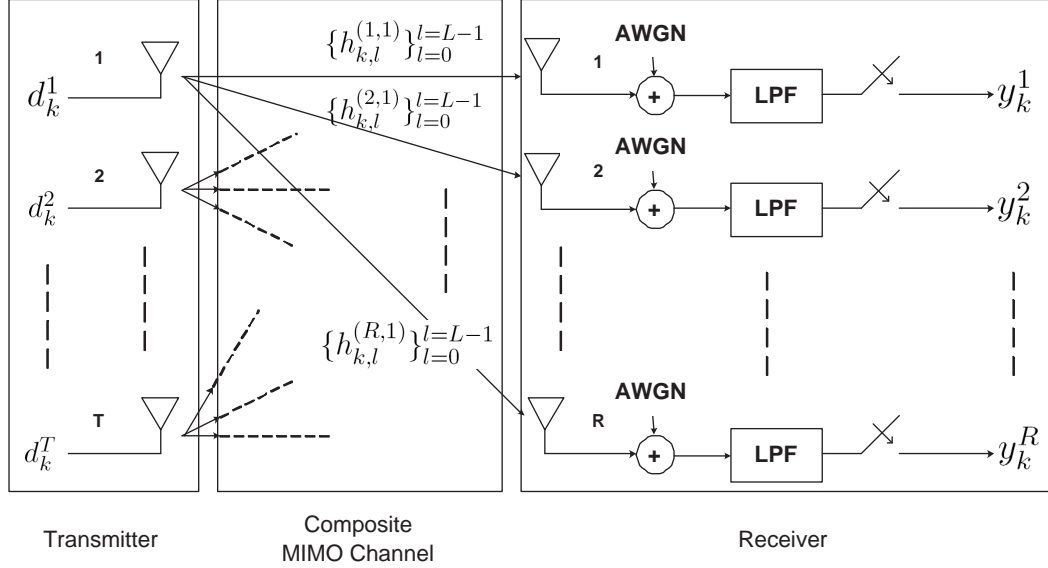 1
d_k^1
{h_{k,l}^{(1,1)}}_{l=0}^{l=L-1}
1
AWGN
+
LPF
y_k^1
{h_{k,l}^{(2,1)}}_{l=0}^{l=L-1}
2
d_k^2
2
AWGN
+
LPF
y_k^2
{h_{k,l}^{(R,1)}}_{l=0}^{l=L-1}
T
d_k^T
R
AWGN
+
LPF
y_k^R
Transmitter
Composite
MIMO Channel
Receiver